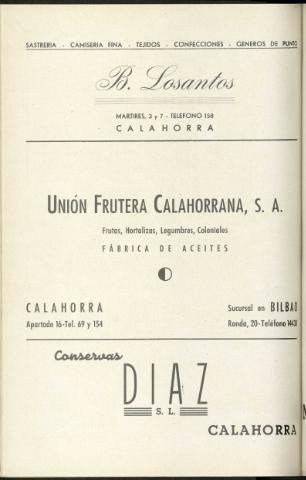 SASTRERIA - CAMISERIA FINA - TEJIDOS - CONFECCIONES - GENEROS DE PUNTO
B. Losantos
MARTIRES, 3 y 7 - TELEFONO 158
CALAHORRA
UNIÓN FRUTERA CALAHORRANA, S. A.
Frutas, Hortalizas, Legumbres, Coloniales
FÁBRICA DE ACEITES
CALAHORRA
Apartado 16-Tel. 69 y 154
Sucursal en BILBAO
Ronda, 20-Teléfono 14431
Conservas
DIAZ
S. L.
CALAHORRA